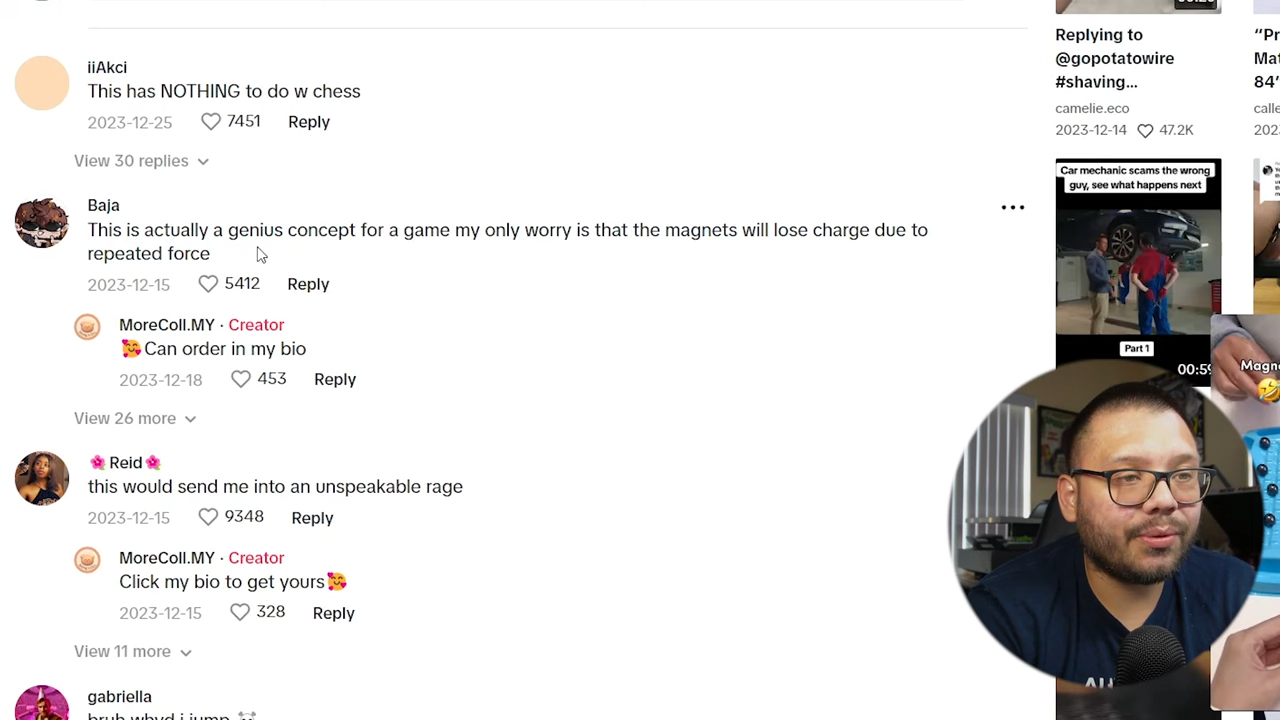 iiAkci
This has NOTHING to do w chess
2023-12-25 7451 Reply
View 30 replies
Baja
This is actually a genius concept for a game my only worry is that the magnets will lose charge due to
repeated force
2023-12-15 5412 Reply
MoreColl.MY · Creator
🥰Can order in my bio
2023-12-18 453 Reply
View 26 more
🌺Reid🌺
this would send me into an unspeakable rage
2023-12-15 9348 Reply
MoreColl.MY · Creator
Click my bio to get yours🥰
2023-12-15 328 Reply
View 11 more
gabriella
Replying to
@gopotatowire
#shaving...
camelie.eco
2023-12-14 47.2K
Car mechanic scams the wrong
guy, see what happens next
Part 1
00:59
"Pr
Mat
84'
calle
202
Magn